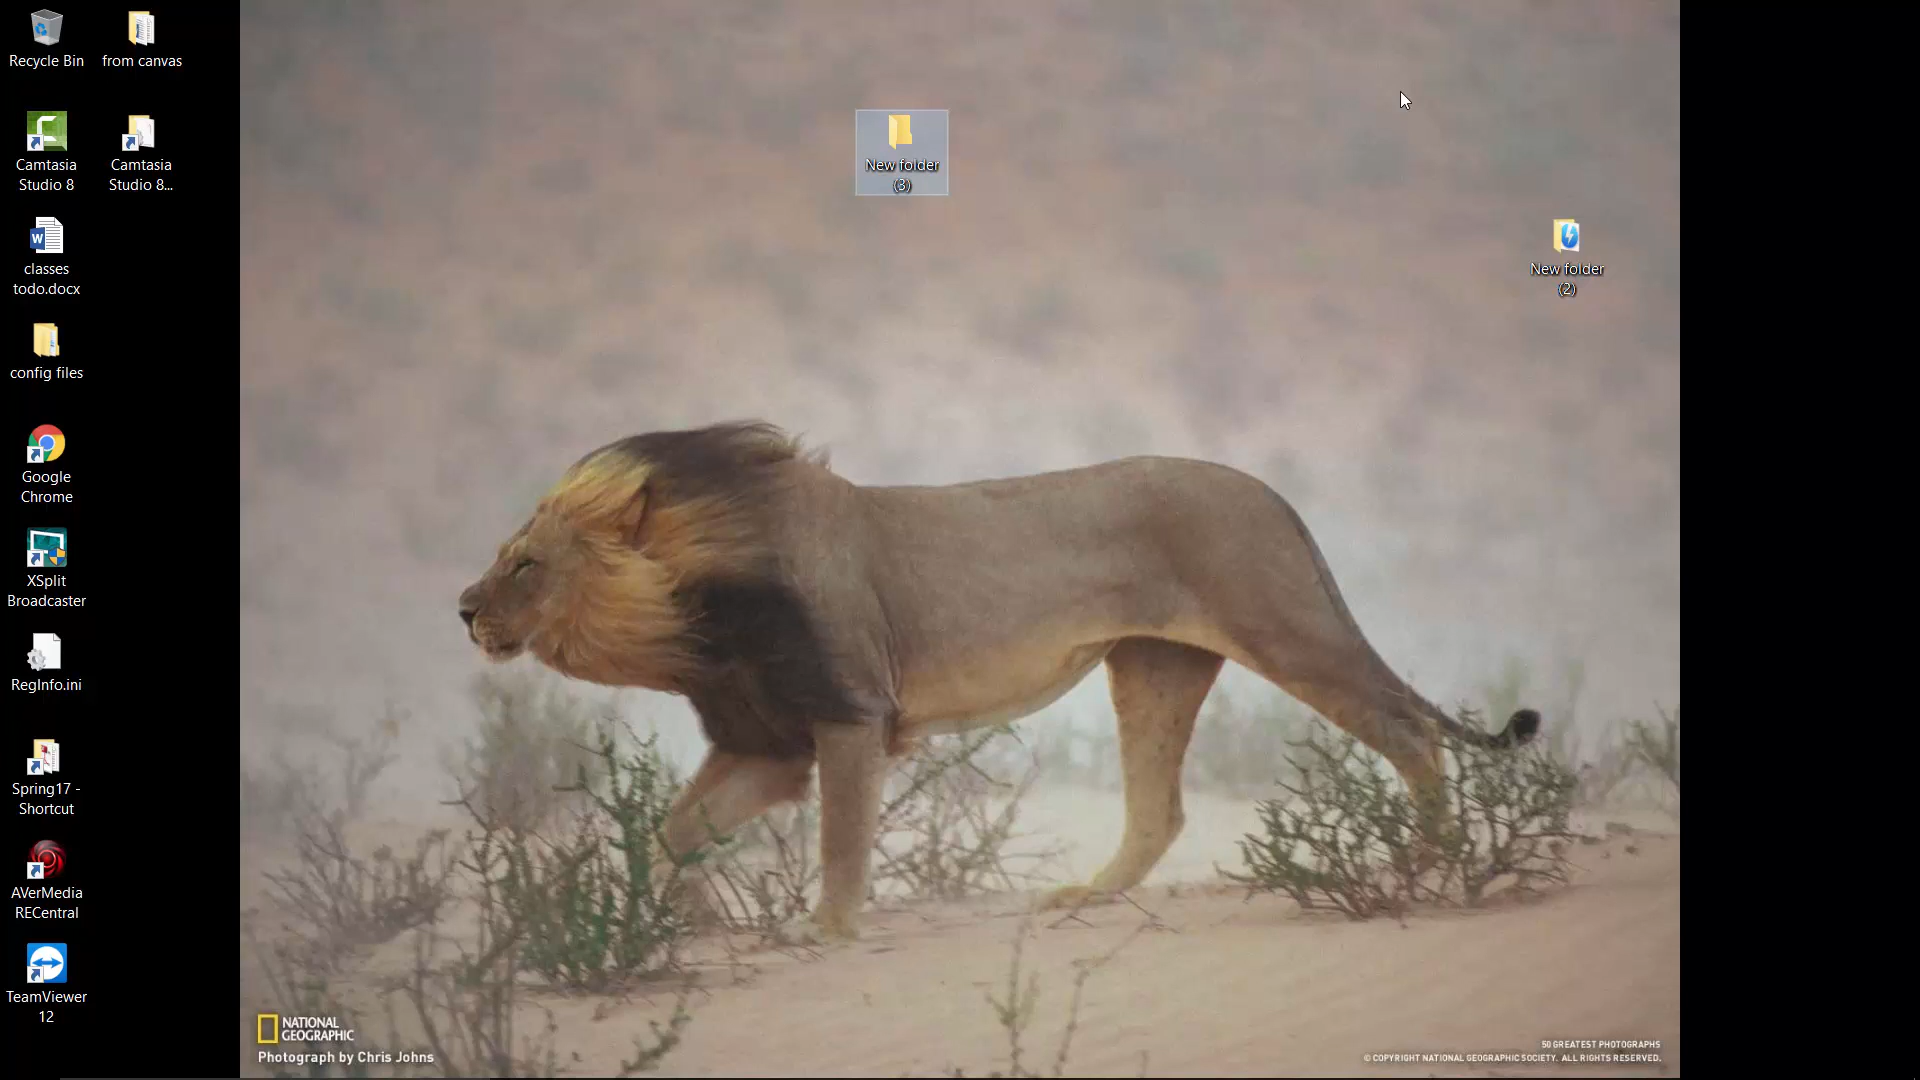 Recycle Bin
from canvas
Camtasia
Studio 8
Camtasia
Studio 8...
classes
todo.docx
config files
Google
Chrome
XSplit
Broadcaster
RegInfo.ini
Spring17 -
Shortcut
AVerMedia
RECentral
TeamViewer
12
New folder
(3)
New folder
(2)
NATIONAL
GEOGRAPHIC
Photograph by Chris Johns
50 GREATEST PHOTOGRAPHS
© COPYRIGHT NATIONAL GEOGRAPHIC SOCIETY. ALL RIGHTS RESERVED.